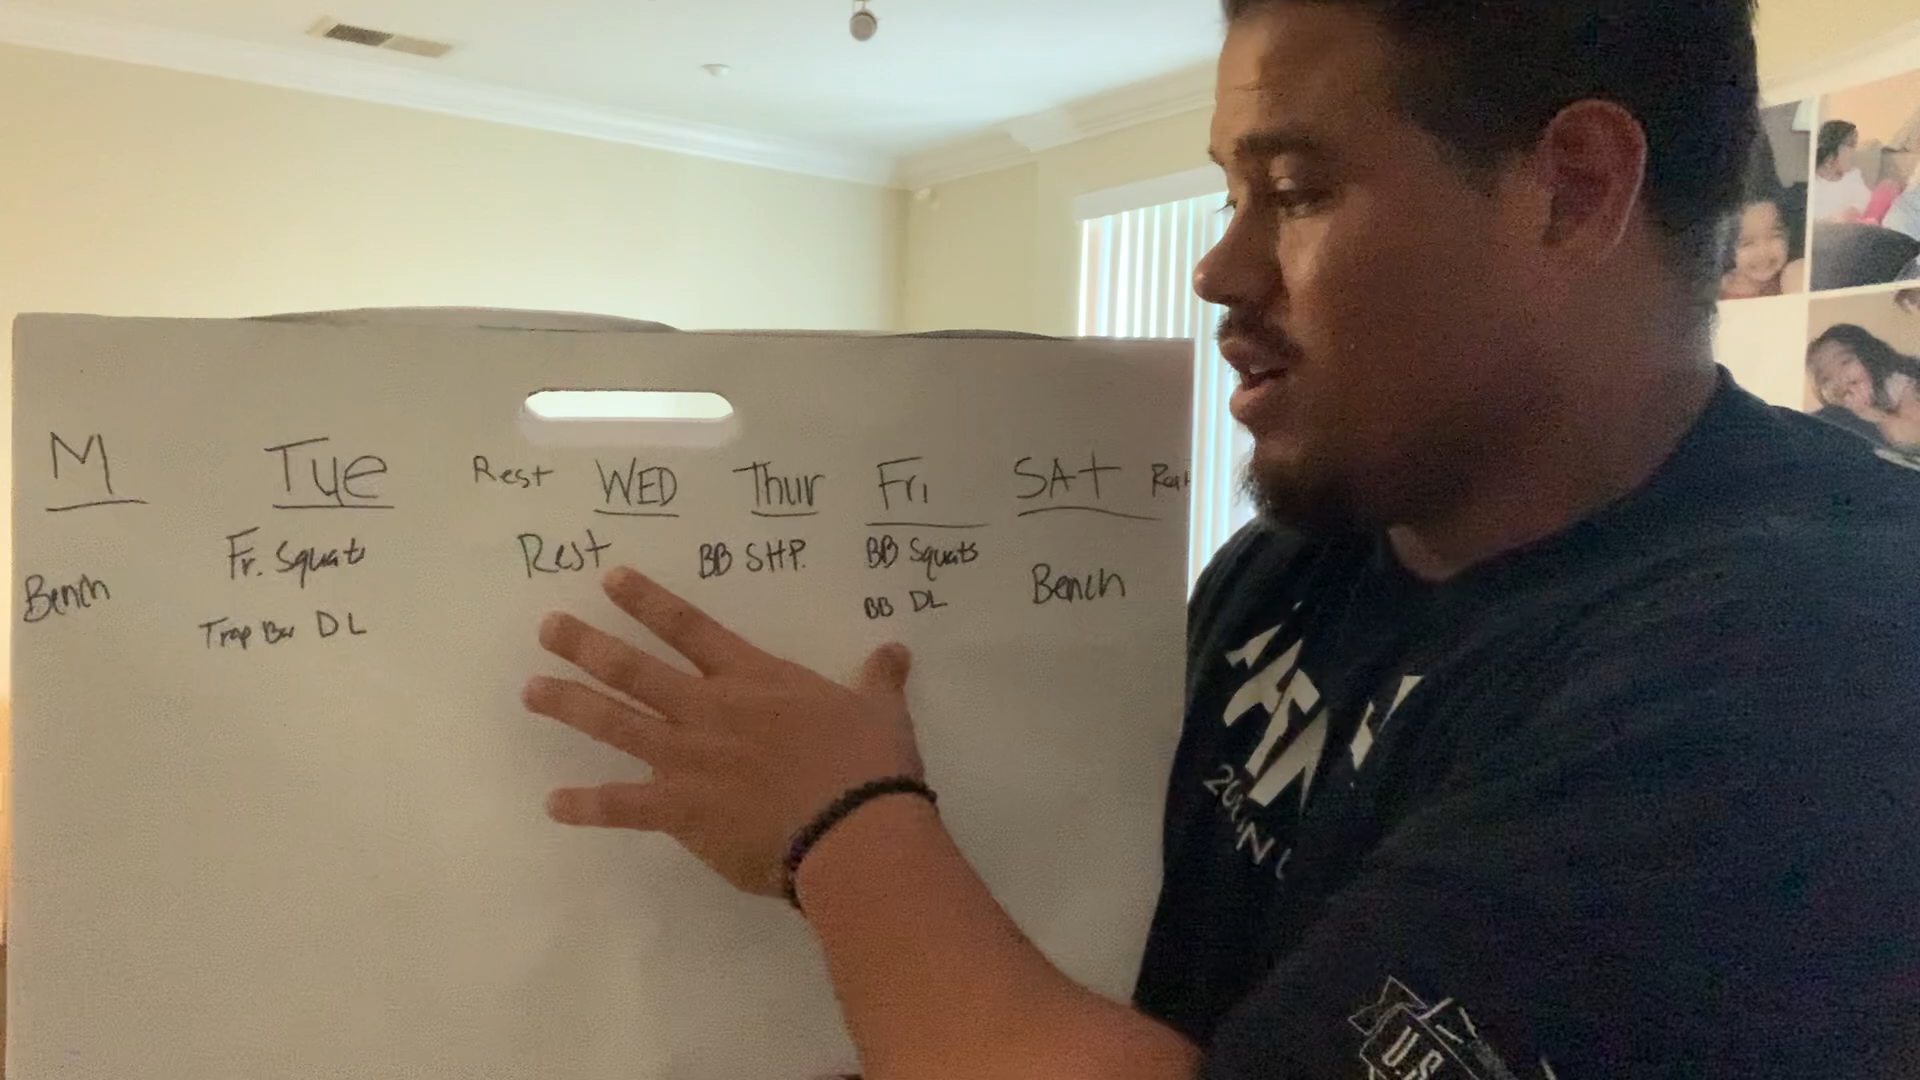 M Tue Rest WED Thur Fri SAt
Fr. Squats Rest BB SHP. BB Squats
Bench Trap Bar DL BB DL Bench
U.S